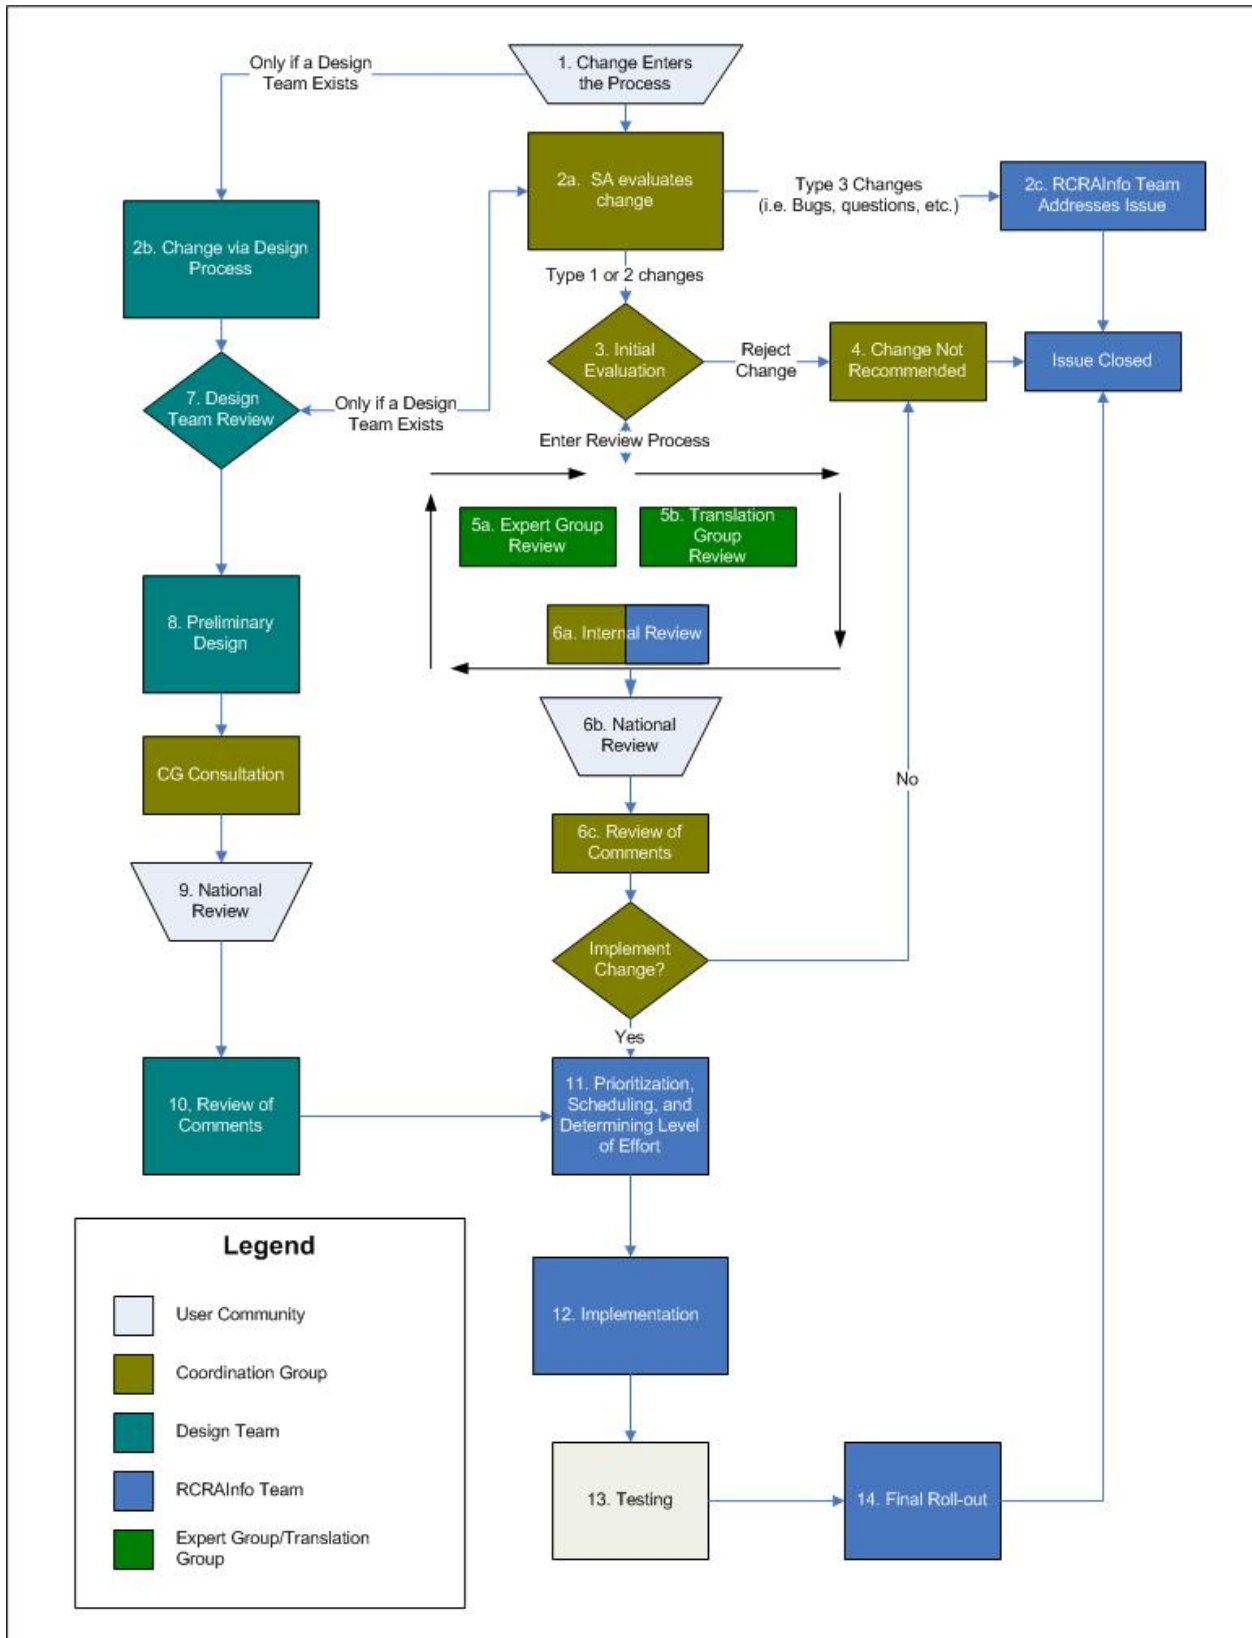 Only if a Design
Team Exists
1. Change Enters
the Process
2a.  SA evaluates
change
Type 3 Changes
(i.e. Bugs, questions, etc.)
2c. RCRAInfo Team
Addresses Issue
2b. Change via Design
Process
Type 1 or 2 changes
3. Initial
Evaluation
Reject
Change
4. Change Not
Recommended
Issue Closed
7. Design
Team Review
Only if a Design
Team Exists
Enter Review Process
5a. Expert Group
Review
5b. Translation
Group
Review
8. Preliminary
Design
6a. Internal Review
6b. National
Review
CG Consultation
No
6c. Review of
Comments
9. National
Review
Implement
Change?
Yes
10, Review of
Comments
11. Prioritization,
Scheduling, and
Determining Level
of Effort
Legend
User Community
Coordination Group
Design Team
RCRAInfo Team
Expert Group/Translation
Group
12. Implementation
13. Testing
14. Final Roll-out